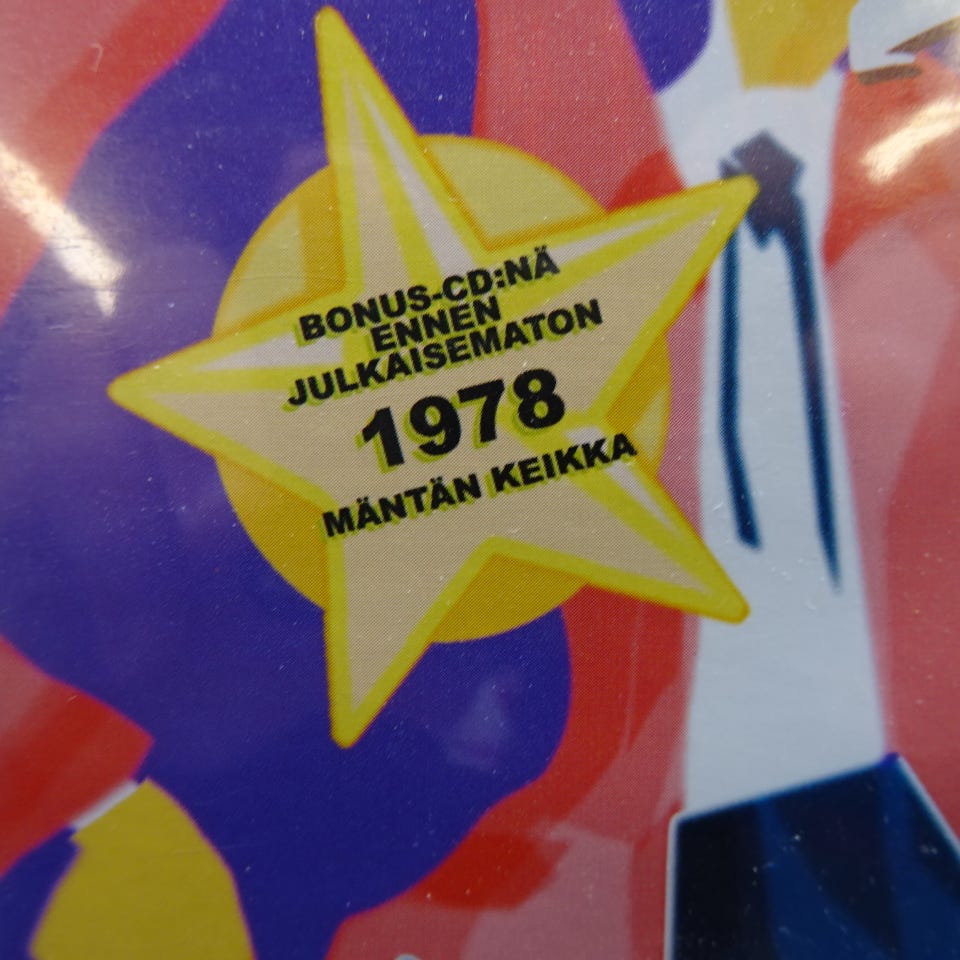 BONUS-CD:NÄ
ENNEN
JULKAISEMATON
1978
MÄNTÄN KEIKKA